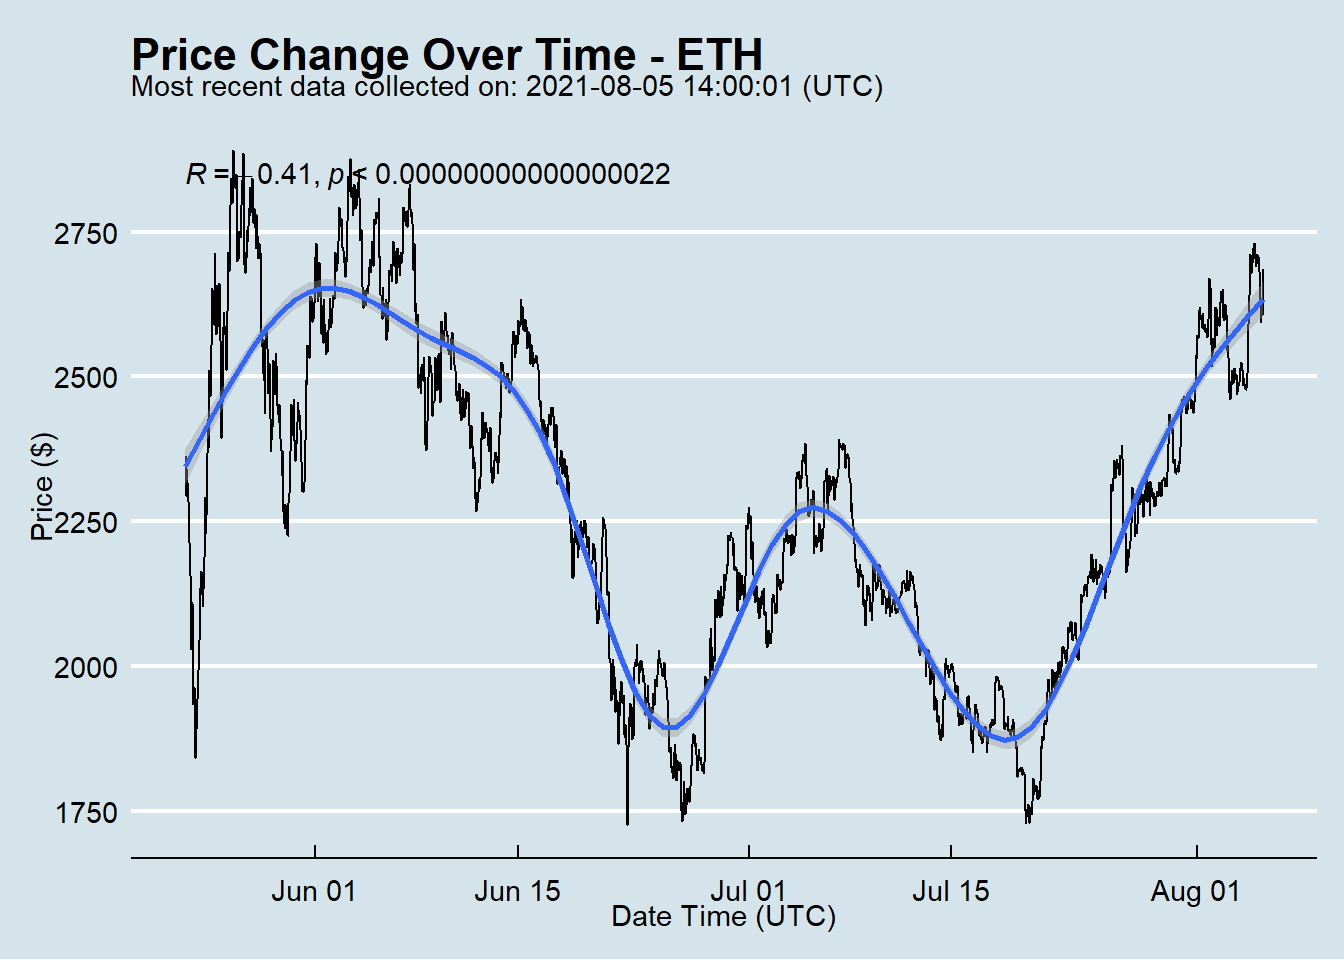 Price Change Over Time - ETH
Most recent data collected on: 2021-08-05 14:00:01 (UTC)
R = − 0.41, p < 0.00000000000000022
2750
2500
2250
2000
1750
Price ($)
Jun 01 Jun 15 Jul 01 Jul 15 Aug 01
Date Time (UTC)